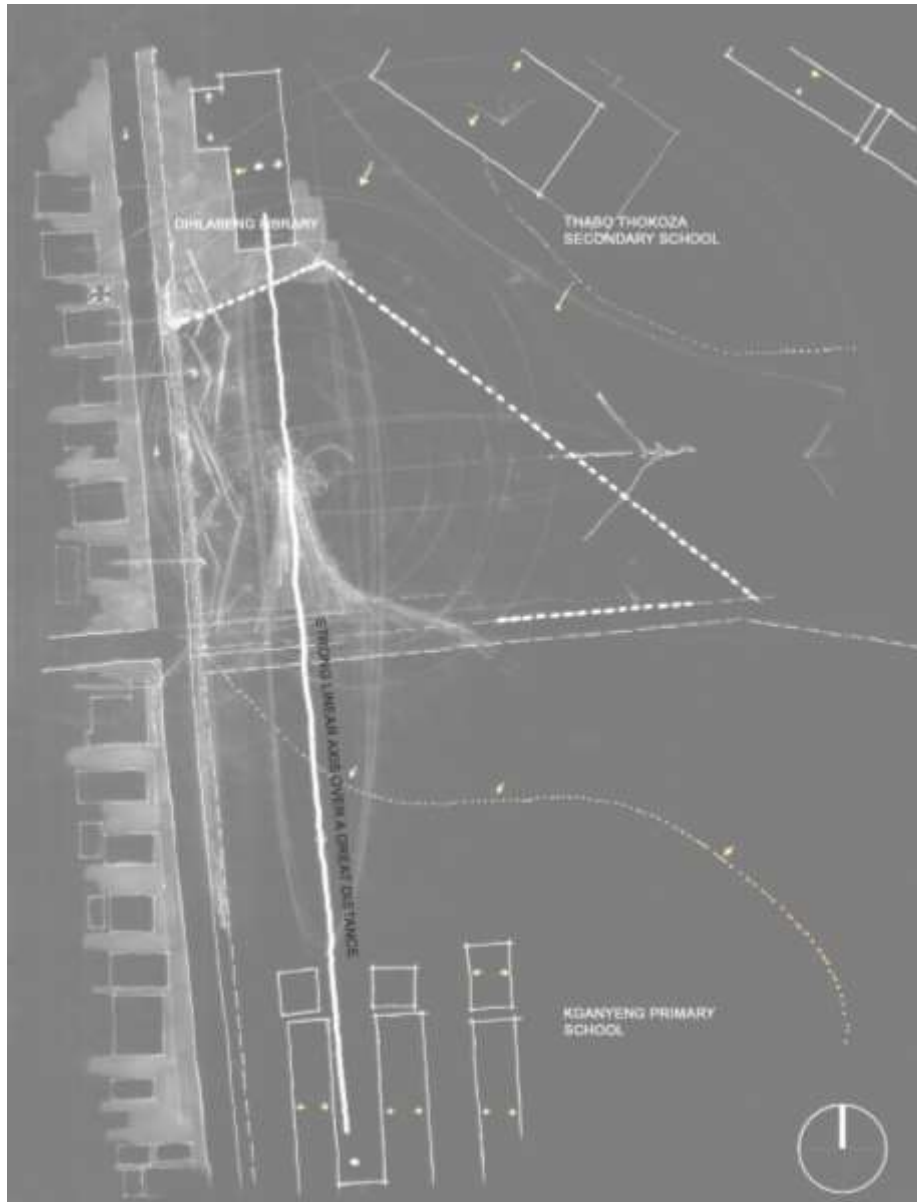 DIHLABENG LIBRARY
THABO THOKOZA
SECONDARY SCHOOL
STRONG LINEAR AXIS OVER A GREAT DISTANCE
KGANYENG PRIMARY
SCHOOL